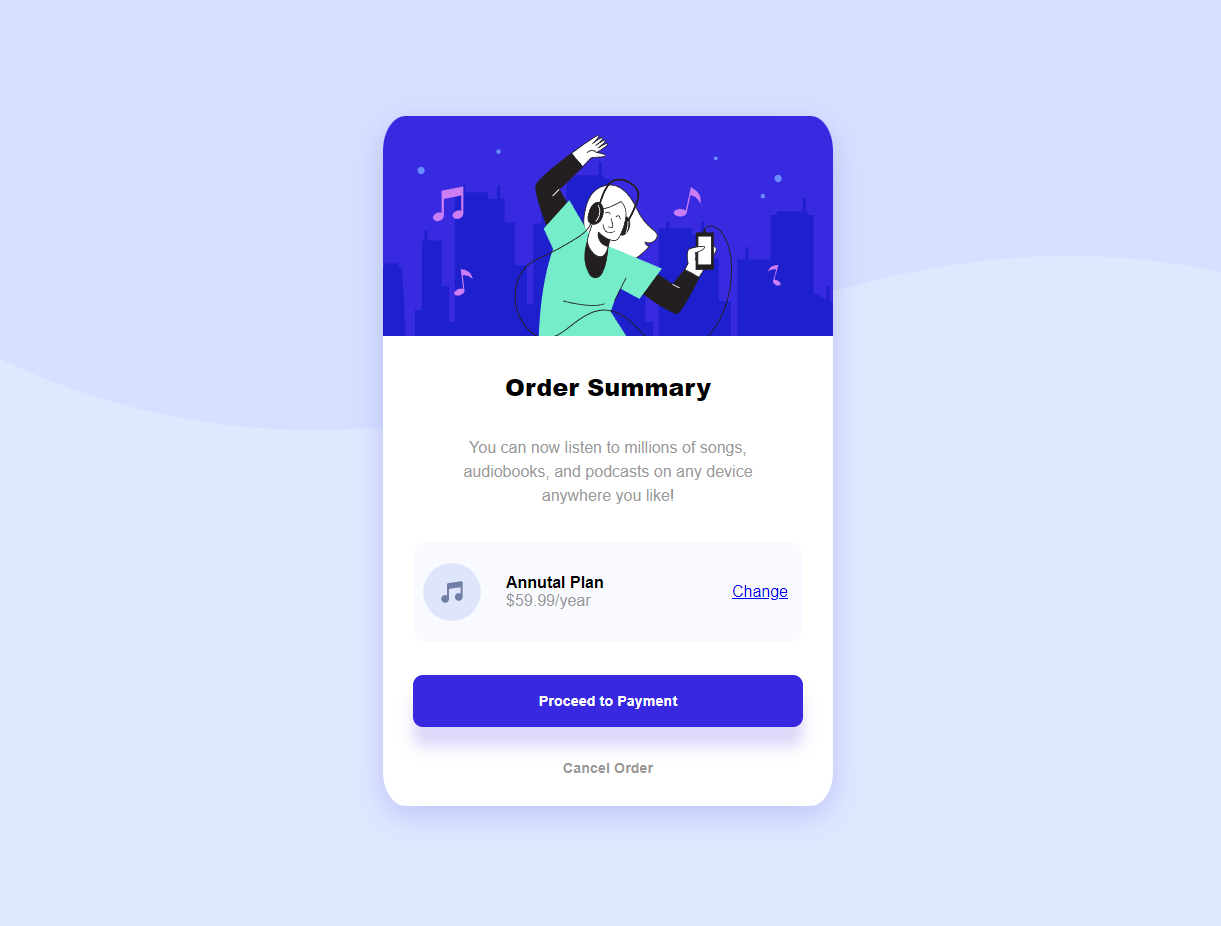 Order Summary
You can now listen to millions of songs,
audiobooks, and podcasts on any device
anywhere you like!
Annutal Plan
$59.99/year
Change
Proceed to Payment
Cancel Order